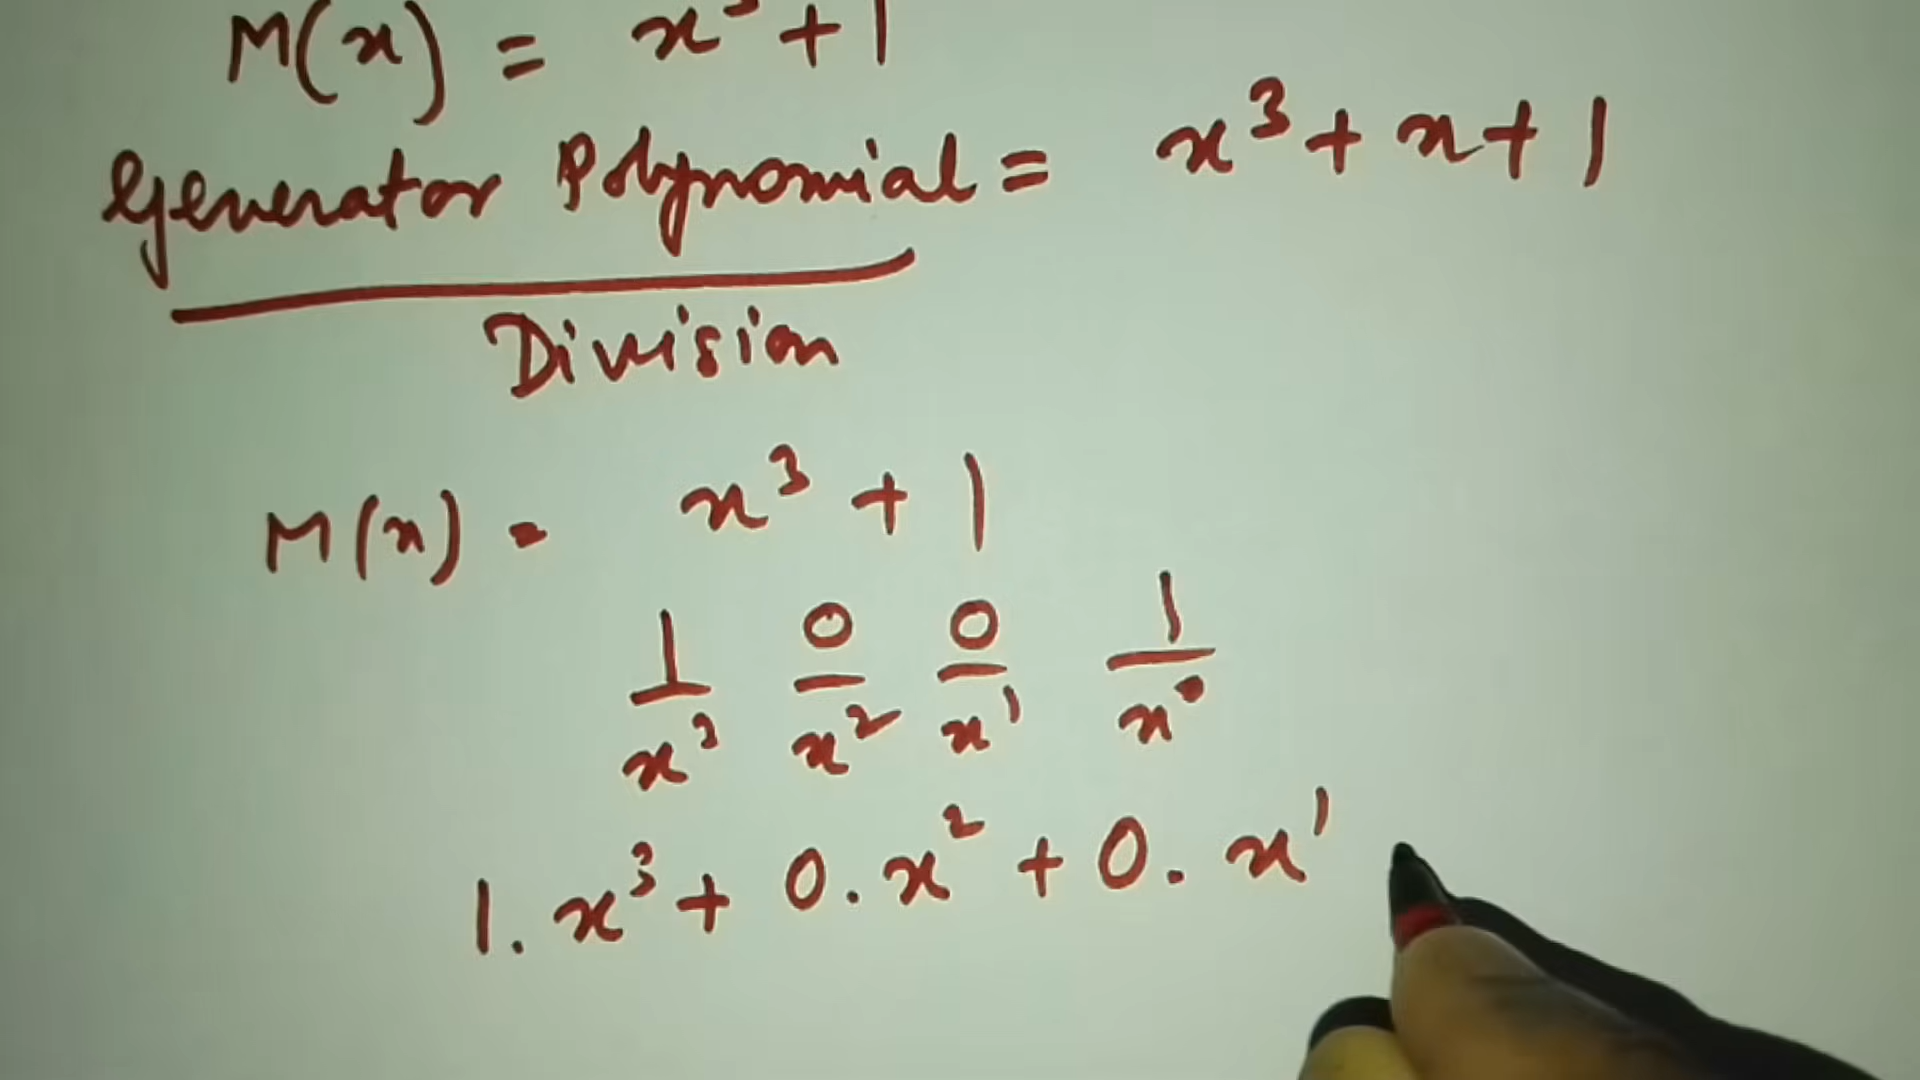 M(x) = x³ + 1
Generator Polynomial = x³ + x + 1
Division
M(x) = x³ + 1
1 0 0 1
x³ x² x¹ x⁰
1. x³ + 0. x² + 0. x¹